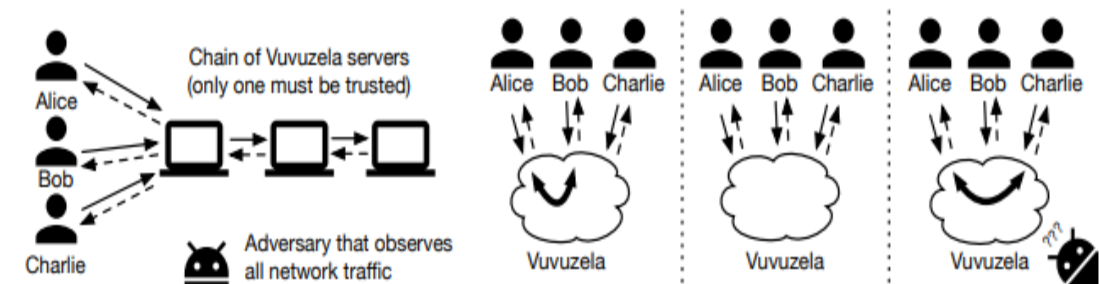 Alice
Bob
Charlie
Chain of Vuvuzela servers
(only one must be trusted)
Adversary that observes
all network traffic
Alice Bob Charlie
Vuvuzela
Alice Bob Charlie
Vuvuzela
Alice Bob Charlie
Vuvuzela
???